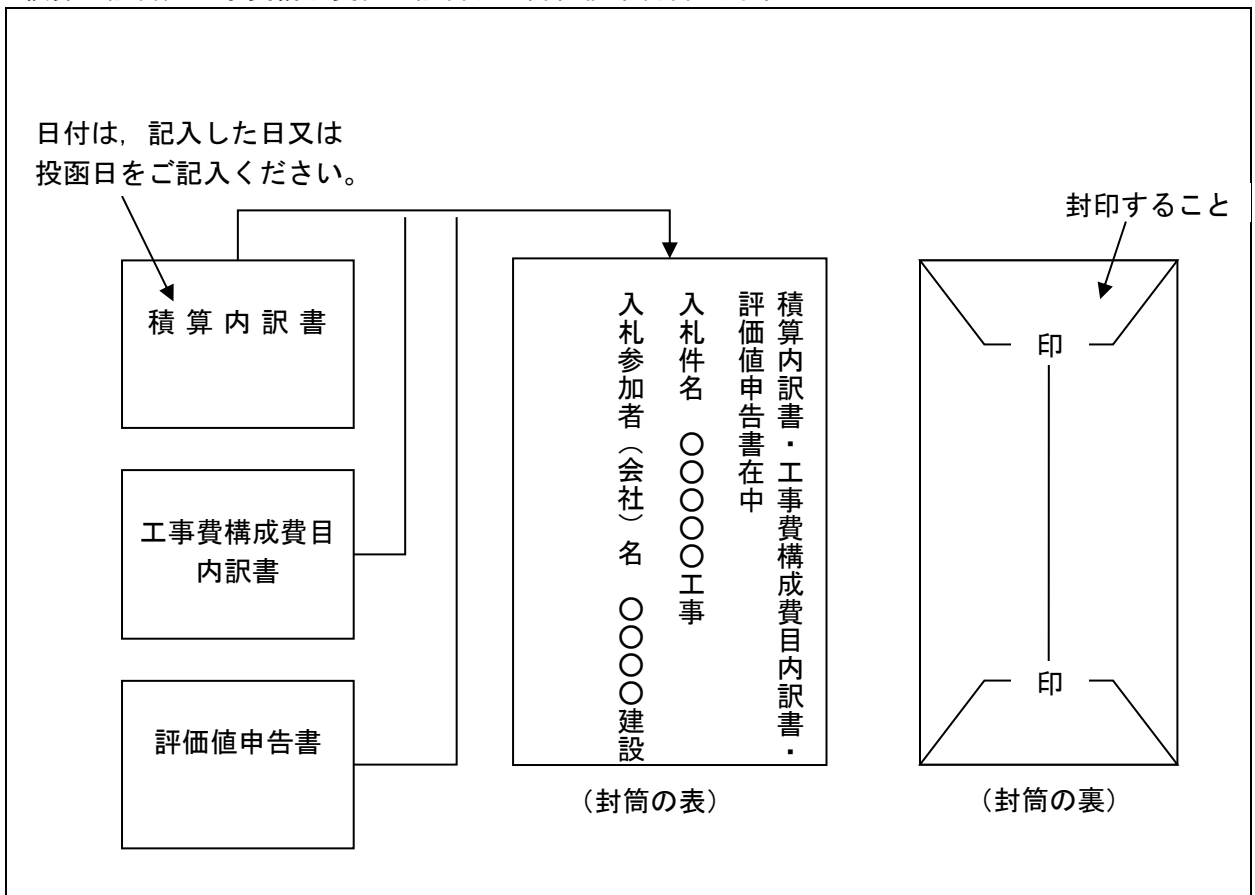 日付は，記入した日又は
投函日をご記入ください。
封印すること
積算内訳書
工事費構成費目
内訳書
評価値申告書
積算内訳書・工事費構成費目内訳書・
評価値申告書在中
入札件名　〇〇〇〇〇工事
入札参加者（会社）名　〇〇〇〇建設
（封筒の表）
印
印
（封筒の裏）